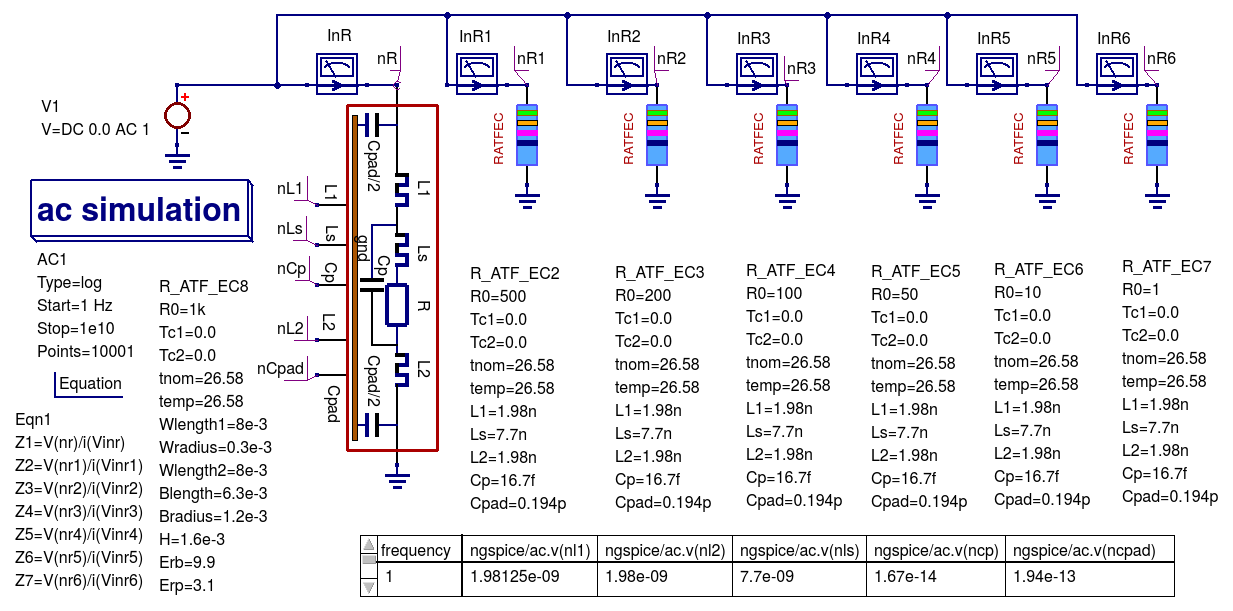 InR
InR1
InR2
InR3
InR4
InR5
InR6
nR
nR1
nR2
nR3
nR4
nR5
nR6
V1
V=DC 0.0 AC 1
RATFEC
RATFEC
RATFEC
RATFEC
RATFEC
RATFEC
ac simulation
AC1
Type=log
Start=1 Hz
Stop=1e10
Points=10001
Equation
Eqn1
Z1=V(nr)/i(Vinr)
Z2=V(nr1)/i(Vinr1)
Z3=V(nr2)/i(Vinr2)
Z4=V(nr3)/i(Vinr3)
Z5=V(nr4)/i(Vinr4)
Z6=V(nr5)/i(Vinr5)
Z7=V(nr6)/i(Vinr6)
R_ATF_EC8
R0=1k
Tc1=0.0
Tc2=0.0
tnom=26.58
temp=26.58
Wlength1=8e-3
Wradius=0.3e-3
Wlength2=8e-3
Blength=6.3e-3
Bradius=1.2e-3
H=1.6e-3
Erb=9.9
Erp=3.1
nL1
nLs
nCp
nL2
nCpad
L1
Ls
Cp
L2
Cpad
Cpad/2
L1
gnd
Cp
Ls
R
Cpad/2
L2
R_ATF_EC2
R0=500
Tc1=0.0
Tc2=0.0
tnom=26.58
temp=26.58
L1=1.98n
Ls=7.7n
L2=1.98n
Cp=16.7f
Cpad=0.194p
R_ATF_EC3
R0=200
Tc1=0.0
Tc2=0.0
tnom=26.58
temp=26.58
L1=1.98n
Ls=7.7n
L2=1.98n
Cp=16.7f
Cpad=0.194p
R_ATF_EC4
R0=100
Tc1=0.0
Tc2=0.0
tnom=26.58
temp=26.58
L1=1.98n
Ls=7.7n
L2=1.98n
Cp=16.7f
Cpad=0.194p
R_ATF_EC5
R0=50
Tc1=0.0
Tc2=0.0
tnom=26.58
temp=26.58
L1=1.98n
Ls=7.7n
L2=1.98n
Cp=16.7f
Cpad=0.194p
R_ATF_EC6
R0=10
Tc1=0.0
Tc2=0.0
tnom=26.58
temp=26.58
L1=1.98n
Ls=7.7n
L2=1.98n
Cp=16.7f
Cpad=0.194p
R_ATF_EC7
R0=1
Tc1=0.0
Tc2=0.0
tnom=26.58
temp=26.58
L1=1.98n
Ls=7.7n
L2=1.98n
Cp=16.7f
Cpad=0.194p
frequency ngspice/ac.v(nl1) ngspice/ac.v(nl2) ngspice/ac.v(nls) ngspice/ac.v(ncp) ngspice/ac.v(ncpad)
1 1.98125e-09 1.98e-09 7.7e-09 1.67e-14 1.94e-13